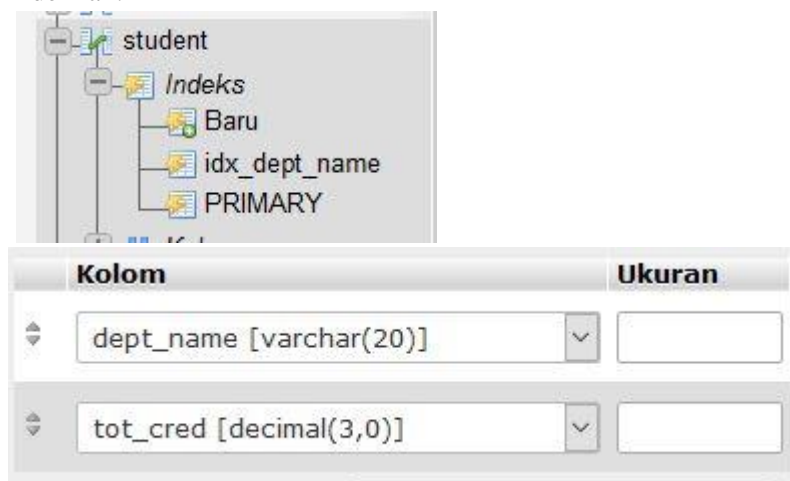 student
Indeks
Baru
idx_dept_name
PRIMARY
Kolom Ukuran
dept_name [varchar(20)]
tot_cred [decimal(3,0)]